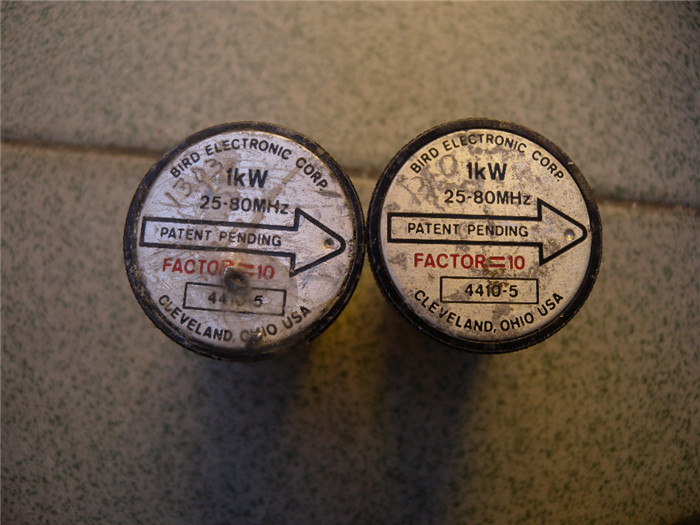 BIRD ELECTRONIC CORP.
1kW
25-80MHz
PATENT PENDING
FACTOR=10
4410-5
CLEVELAND, OHIO USA
BIRD ELECTRONIC CORP.
1kW
25-80MHz
PATENT PENDING
FACTOR=10
4410-5
CLEVELAND, OHIO USA